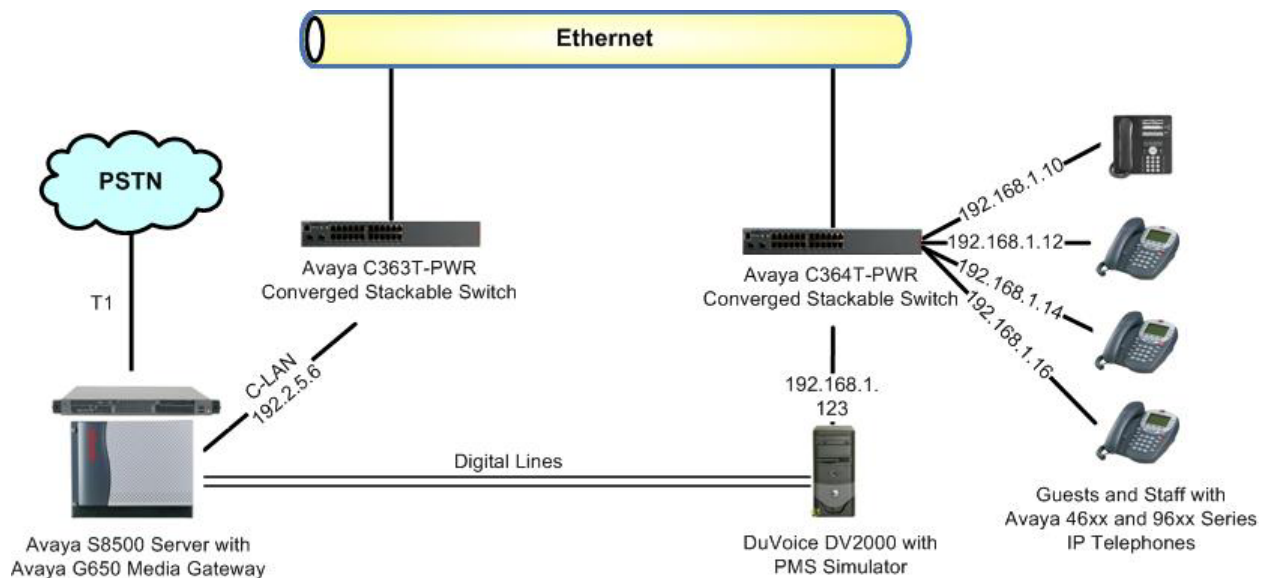 Ethernet
PSTN
T1
Avaya C363T-PWR
Converged Stackable Switch
C-LAN
192.2.5.6
Avaya C364T-PWR
Converged Stackable Switch
192.168.1.10
192.168.1.12
192.168.1.14
192.168.1.16
192.168.1.
123
Digital Lines
Avaya S8500 Server with
Avaya G650 Media Gateway
DuVoice DV2000 with
PMS Simulator
Guests and Staff with
Avaya 46xx and 96xx Series
IP Telephones